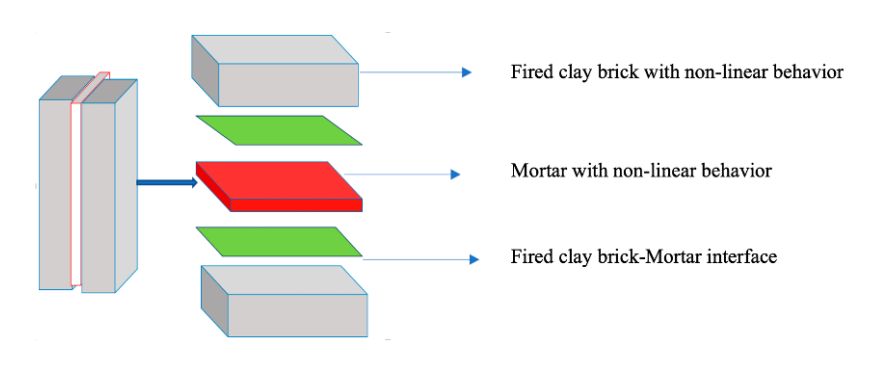 Fired clay brick with non-linear behavior
Mortar with non-linear behavior
Fired clay brick-Mortar interface